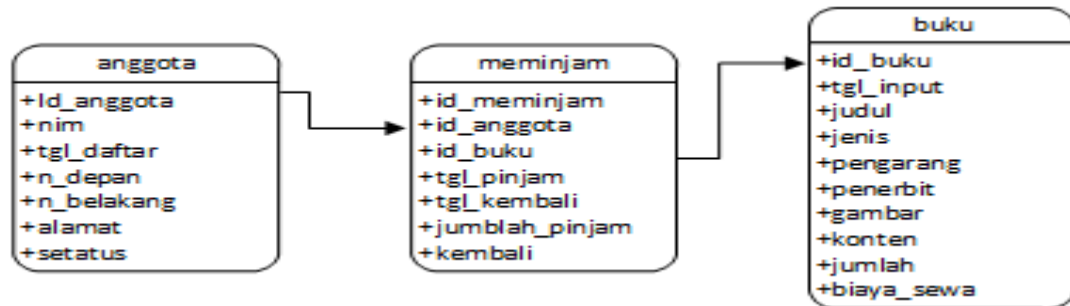 anggota
+Id_anggota
+nim
+tgl_daftar
+n_depan
+n_belakang
+alamat
+setatus
meminjam
+id_meminjam
+id_anggota
+id_buku
+tgl_pinjam
+tgl_kembali
+jumblah_pinjam
+kembali
buku
+id_buku
+tgl_input
+judul
+jenis
+pengarang
+penerbit
+gambar
+konten
+jumlah
+biaya_sewa